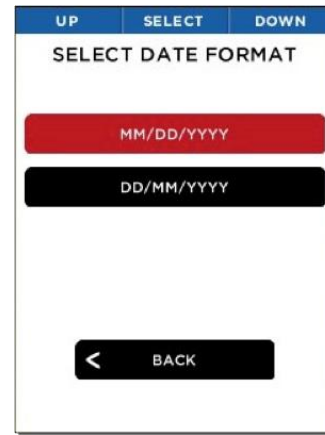 UP SELECT DOWN
SELECT DATE FORMAT
MM/DD/YYYY
DD/MM/YYYY
< BACK